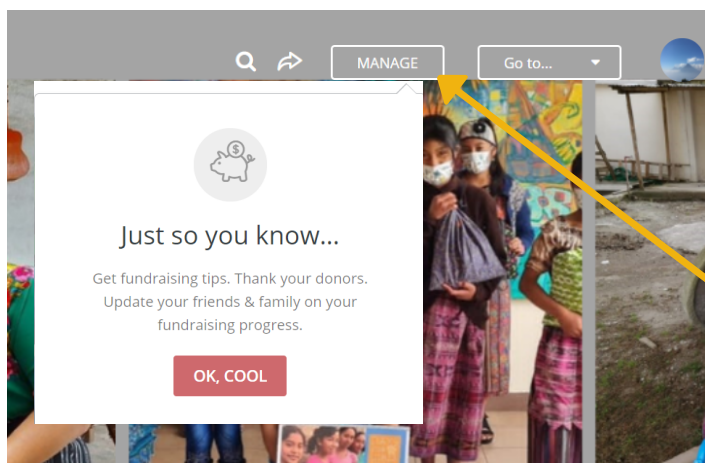 MANAGE
Go to...
Just so you know...
Get fundraising tips. Thank your donors.
Update your friends & family on your
fundraising progress.
OK, COOL